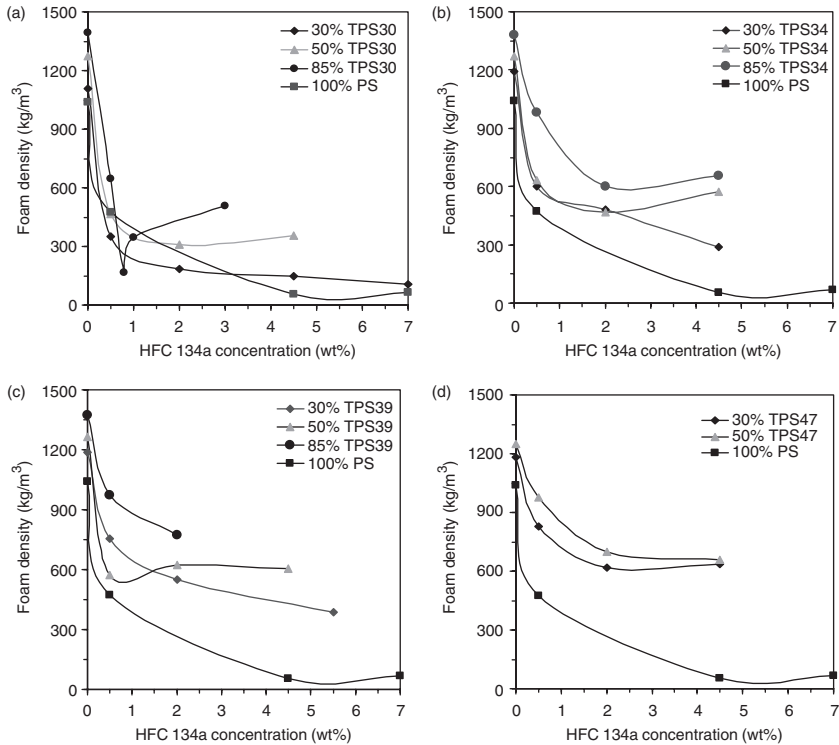 (a)
1500
1200
900
600
300
0
Foam density (kg/m³)
0 1 2 3 4 5 6 7
HFC 134a concentration (wt%)
30% TPS30
50% TPS30
85% TPS30
100% PS
(b)
1500
1200
900
600
300
0
Foam density (kg/m³)
0 1 2 3 4 5 6 7
HFC 134a concentration (wt%)
30% TPS34
50% TPS34
85% TPS34
100% PS
(c)
1500
1200
900
600
300
0
Foam density (kg/m³)
0 1 2 3 4 5 6 7
HFC 134a concentration (wt%)
30% TPS39
50% TPS39
85% TPS39
100% PS
(d)
1500
1200
900
600
300
0
Foam density (kg/m³)
0 1 2 3 4 5 6 7
HFC 134a concentration (wt%)
30% TPS47
50% TPS47
100% PS